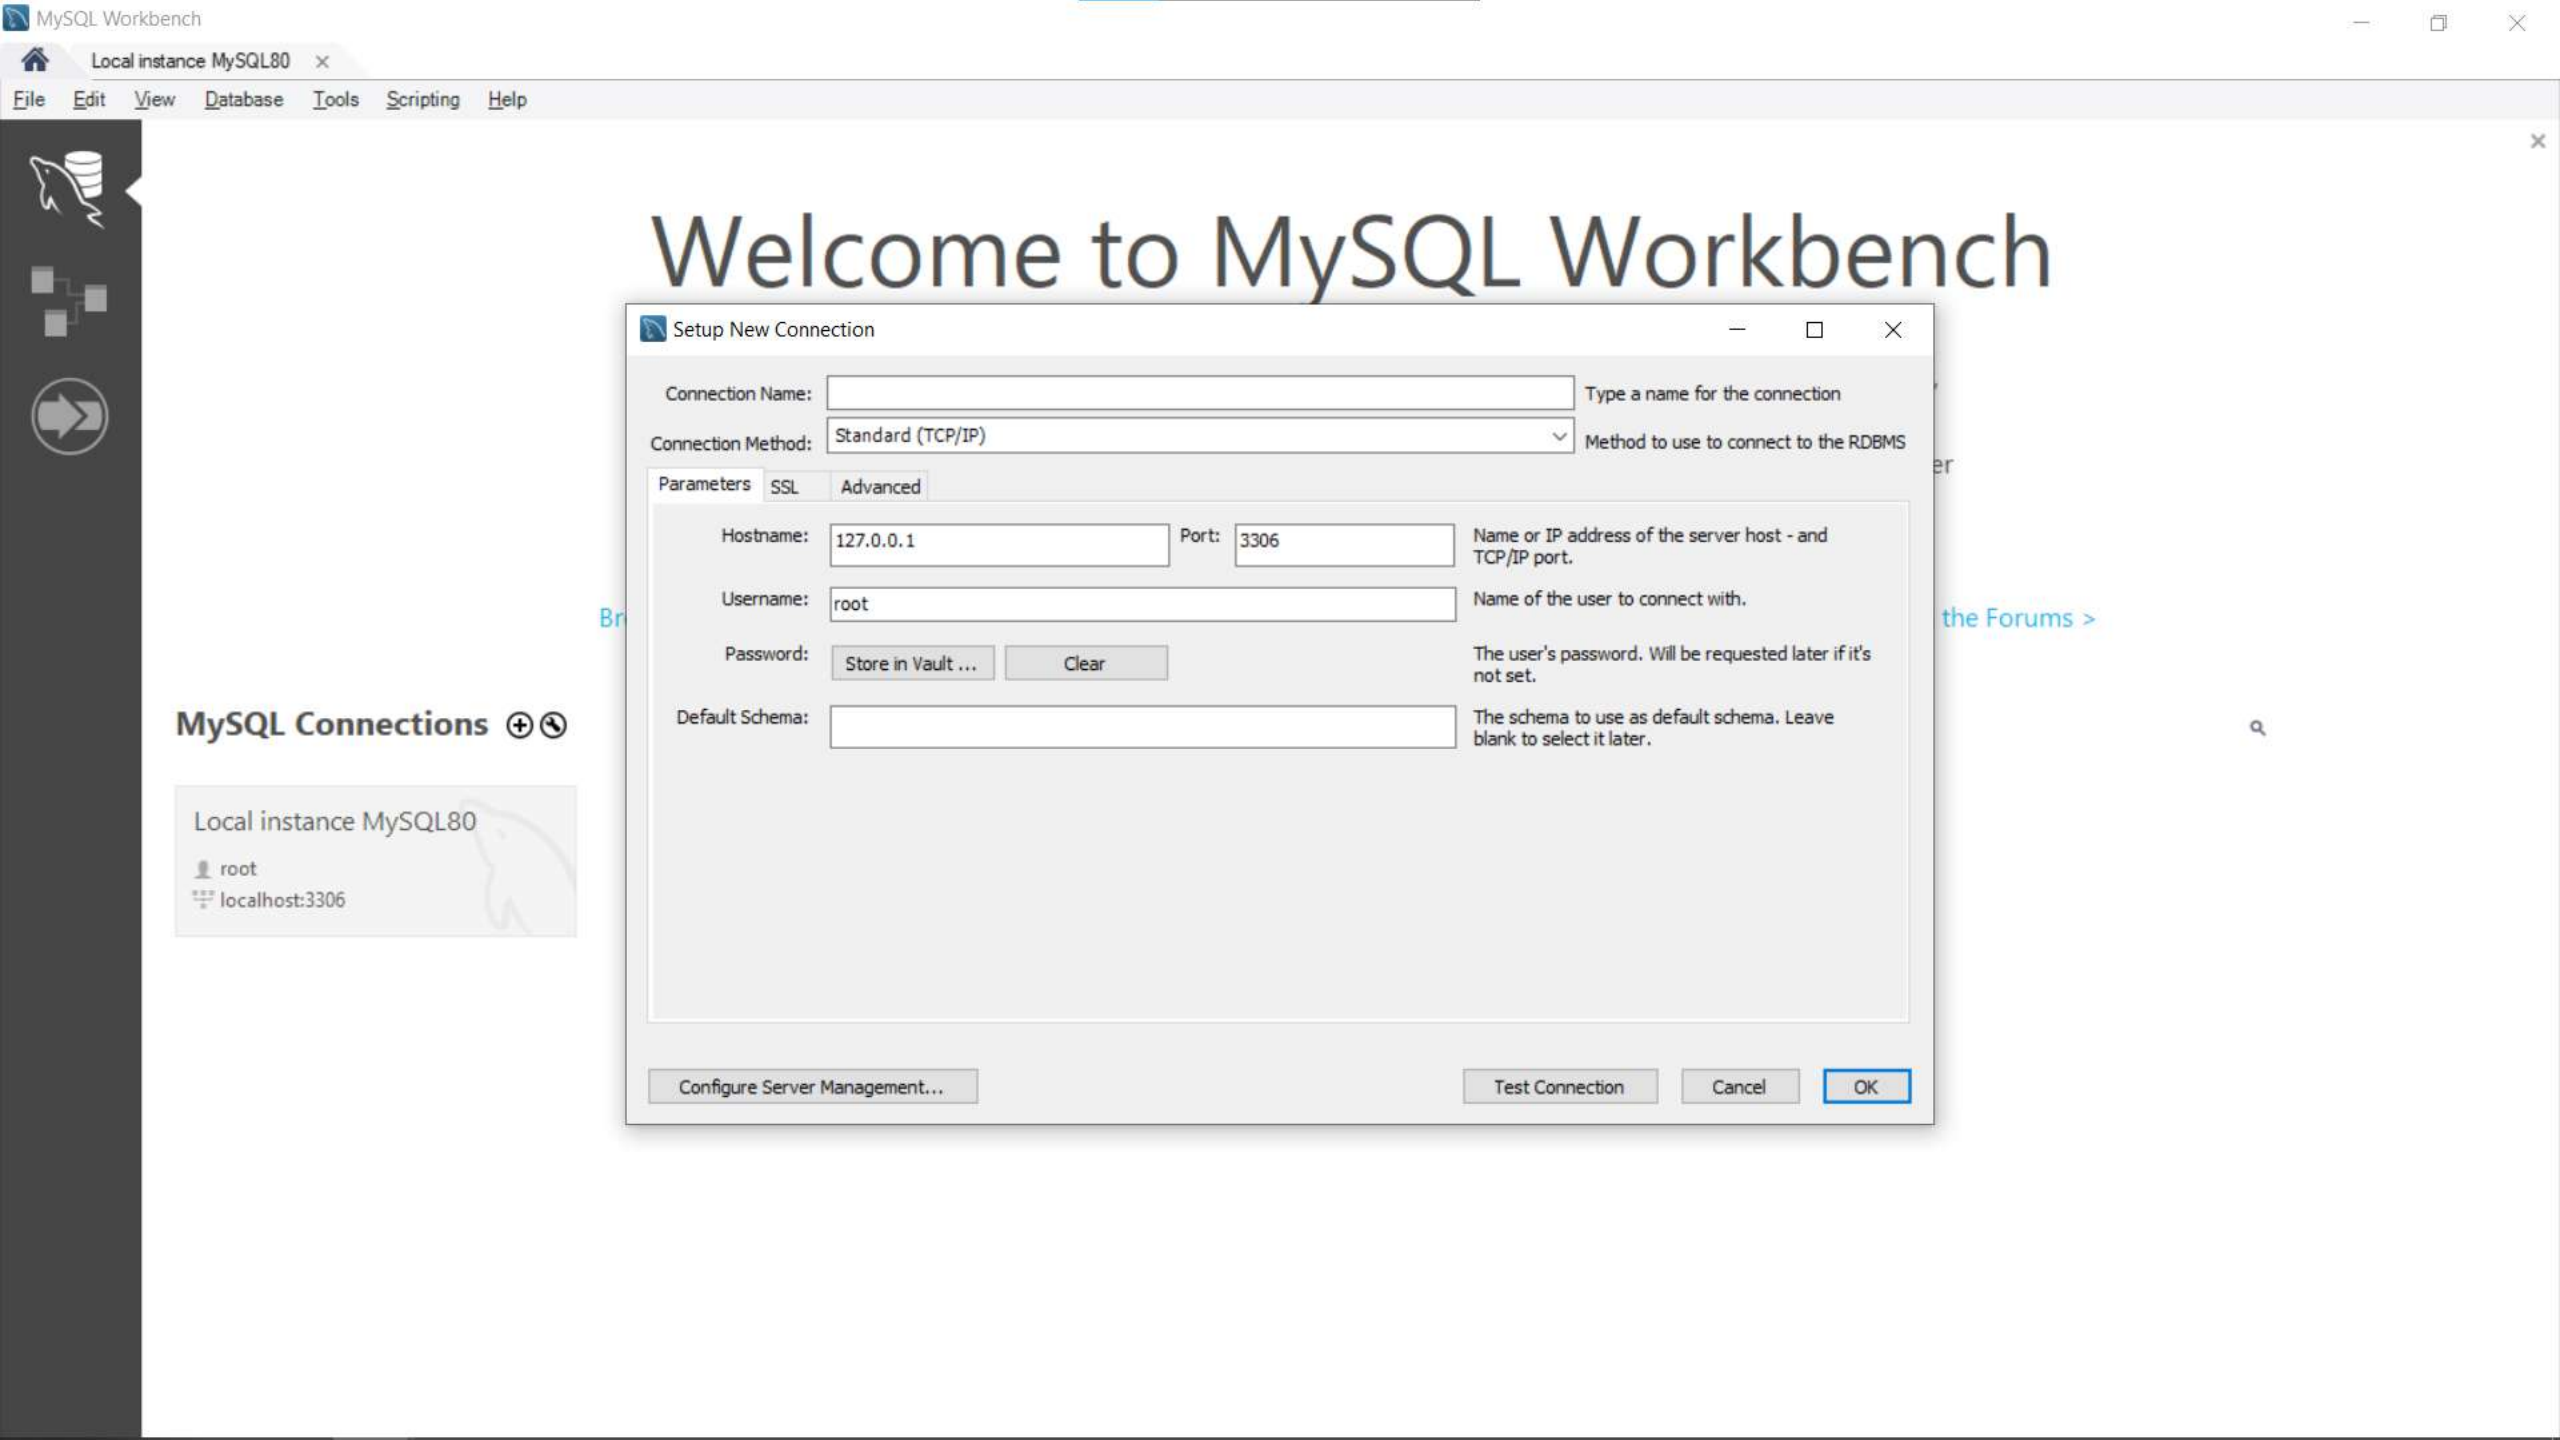 MySQL Workbench
Local instance MySQL80
File Edit View Database Tools Scripting Help
Welcome to MySQL Workbench
Setup New Connection
Connection Name: Type a name for the connection
Connection Method: Standard (TCP/IP) Method to use to connect to the RDBMS
er
Parameters SSL Advanced
Hostname: 127.0.0.1 Port: 3306 Name or IP address of the server host - and
TCP/IP port.
Username: root Name of the user to connect with.
Br the Forums >
Password: Store in Vault ... Clear The user's password. Will be requested later if it's
not set.
Default Schema: The schema to use as default schema. Leave
blank to select it later.
MySQL Connections
Local instance MySQL80
root
localhost:3306
Configure Server Management... Test Connection Cancel OK